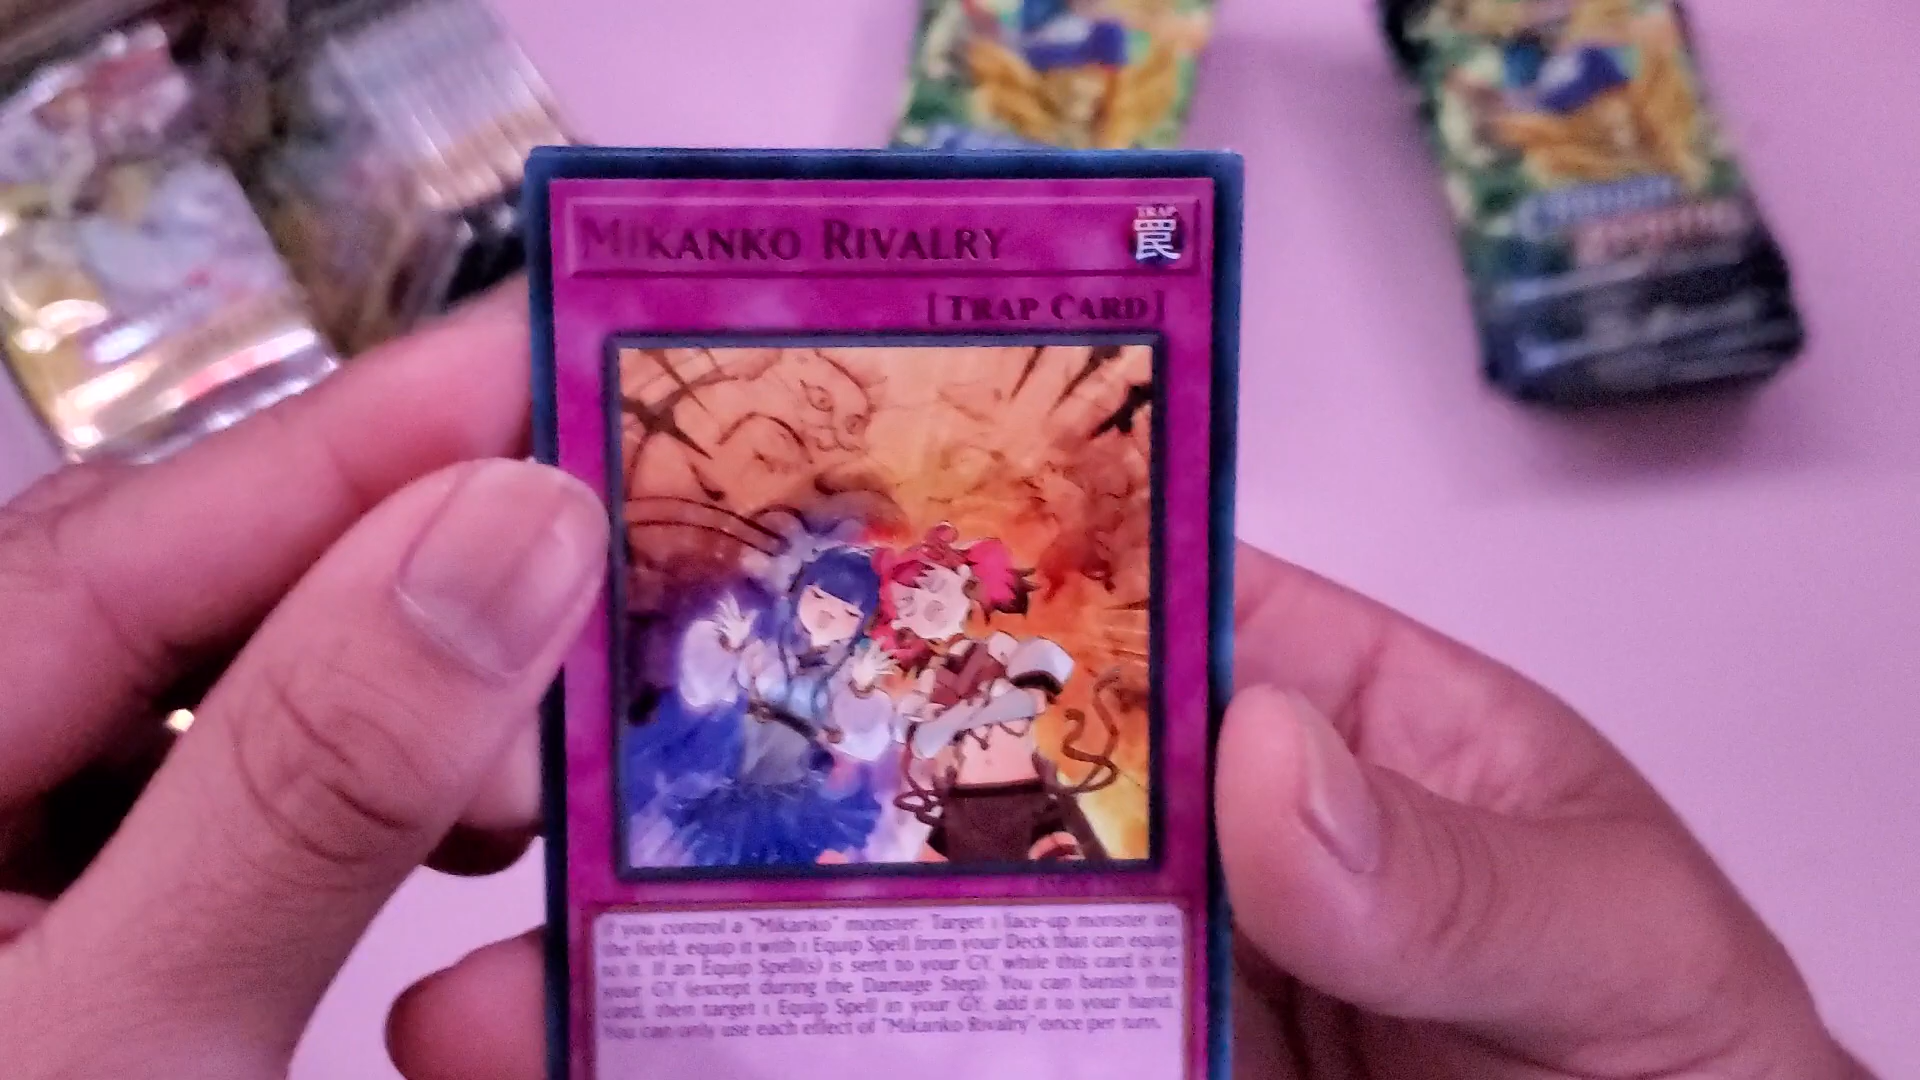 Mikanko Rivalry
TRAP
罠
[Trap Card]
If you control a "Mikanko" monster: Target 1 face-up monster on
the field; equip it with 1 Equip Spell from your Deck that can equip
to it. If an Equip Spell(s) is sent to your GY, while this card is in
your GY (except during the Damage Step): You can banish this
card, then target 1 Equip Spell in your GY; add it to your hand.
You can only use each effect of "Mikanko Rivalry" once per turn.